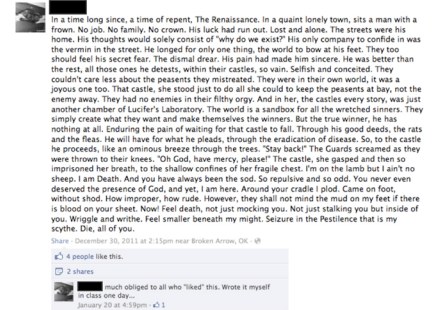 In a time long since, a time of repent, The Renaissance. In a quaint lonely town, sits a man with a
frown. No job. No family. No crown. His luck had run out. Lost and alone. The streets were his
home. His thoughts would solely consist of "why do we exist?" His only company to confide in was
the vermin in the street. He longed for only one thing, the world to bow at his feet. They too
should feel his secret fear. The dismal drear. His pain had made him sincere. He was better than
the rest, all those ones he detests, within their castles, so vain. Selfish and conceited. They
couldn't care less about the peasants they mistreated. They were in their own world, it was a
joyous one too. That castle, she stood just to do all she could to keep the peasants at bay, not the
enemy away. They had no enemies in their filthy orgy. And in her, the castles every story, was just
another chamber of Lucifer's Laboratory. The world is a sandbox for all the wretched sinners. They
simply create what they want and make themselves the winners. But the true winner, he has
nothing at all. Enduring the pain of waiting for that castle to fall. Through his good deeds, the rats
and the fleas. He will have for what he pleads, through the eradication of disease. So, to the castle
he proceeds, like an ominous breeze through the trees. "Stay back!" The Guards screamed as they
were thrown to their knees. "Oh God, have mercy, please!" The castle, she gasped and then so
imprisoned her breath, to the shallow confines of her fragile chest. I'm on the lamb but I ain't no
sheep. I am Death. And you have always been the sod. So repulsive and so odd. You never even
deserved the presence of God, and yet, I am here. Around your cradle I plod. Came on foot,
without shod. How improper, how rude. However, they shall not mind the mud on my feet if there
is blood on your sheet. Now! Feel death, not just mocking you. Not just stalking you but inside of
you. Wriggle and writhe. Feel smaller beneath my might. Seizure in the Pestilence that is my
scythe. Die, all of you.
Share · December 30, 2011 at 2:15pm near Broken Arrow, OK ·
4 people like this.
2 shares
much obliged to all who "liked" this. Wrote it myself
in class one day...
January 20 at 4:59pm · 1